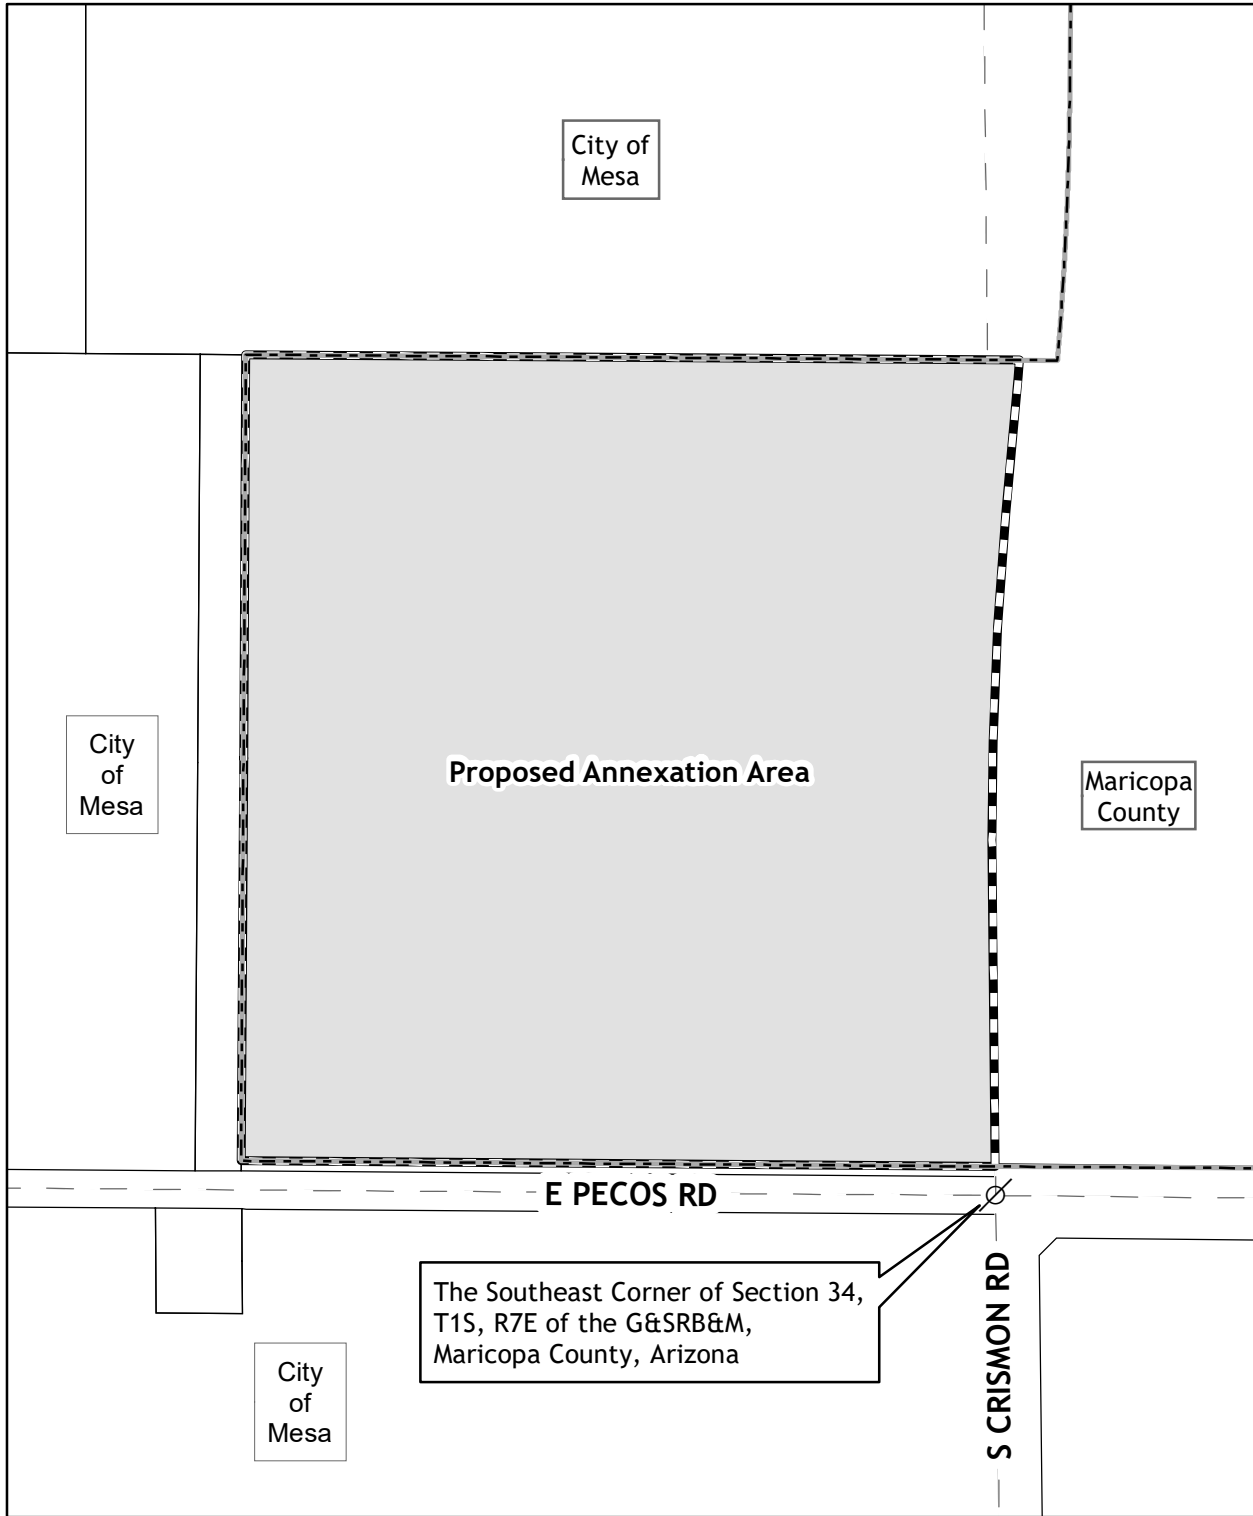 City of
Mesa
City
of
Mesa
Proposed Annexation Area
Maricopa
County
E PECOS RD
The Southeast Corner of Section 34,
T1S, R7E of the G&SRB&M,
Maricopa County, Arizona
S CRISMON RD
City
of
Mesa